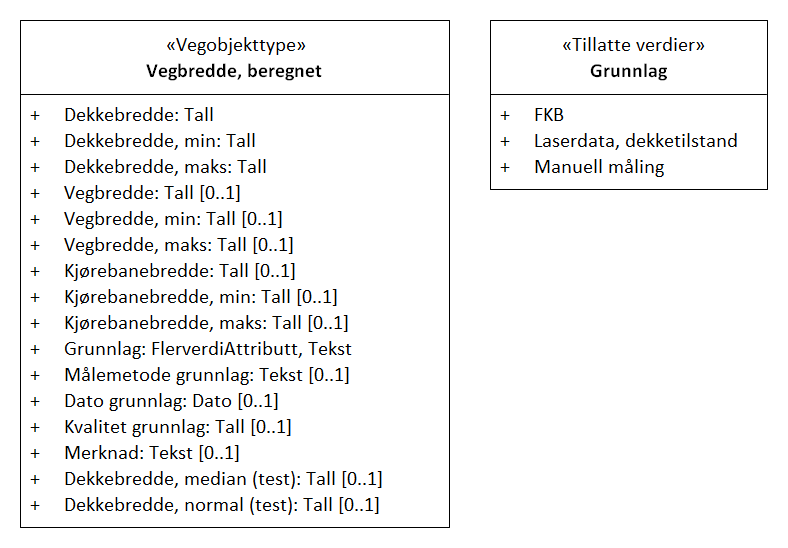 «Vegobjekttype»
Vegbredde, beregnet
+ Dekkebredde: Tall
+ Dekkebredde, min: Tall
+ Dekkebredde, maks: Tall
+ Vegbredde: Tall [0..1]
+ Vegbredde, min: Tall [0..1]
+ Vegbredde, maks: Tall [0..1]
+ Kjørebanebredde: Tall [0..1]
+ Kjørebanebredde, min: Tall [0..1]
+ Kjørebanebredde, maks: Tall [0..1]
+ Grunnlag: FlerverdiAttributt, Tekst
+ Målemetode grunnlag: Tekst [0..1]
+ Dato grunnlag: Dato [0..1]
+ Kvalitet grunnlag: Tall [0..1]
+ Merknad: Tekst [0..1]
+ Dekkebredde, median (test): Tall [0..1]
+ Dekkebredde, normal (test): Tall [0..1]
«Tillatte verdier»
Grunnlag
+ FKB
+ Laserdata, dekketilstand
+ Manuell måling